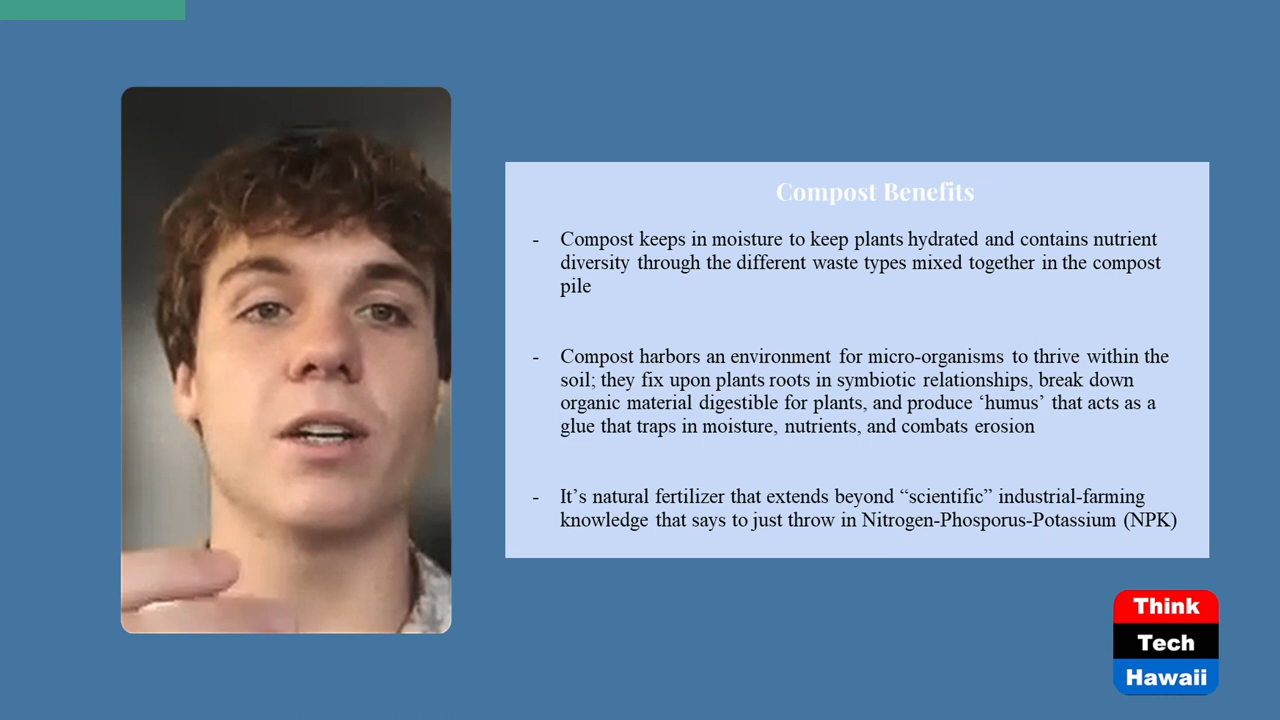 Compost Benefits
- Compost keeps in moisture to keep plants hydrated and contains nutrient
diversity through the different waste types mixed together in the compost
pile
- Compost harbors an environment for micro-organisms to thrive within the
soil; they fix upon plants roots in symbiotic relationships, break down
organic material digestible for plants, and produce ‘humus’ that acts as a
glue that traps in moisture, nutrients, and combats erosion
- It’s natural fertilizer that extends beyond “scientific” industrial-farming
knowledge that says to just throw in Nitrogen-Phosporus-Potassium (NPK)
Think
Tech
Hawaii